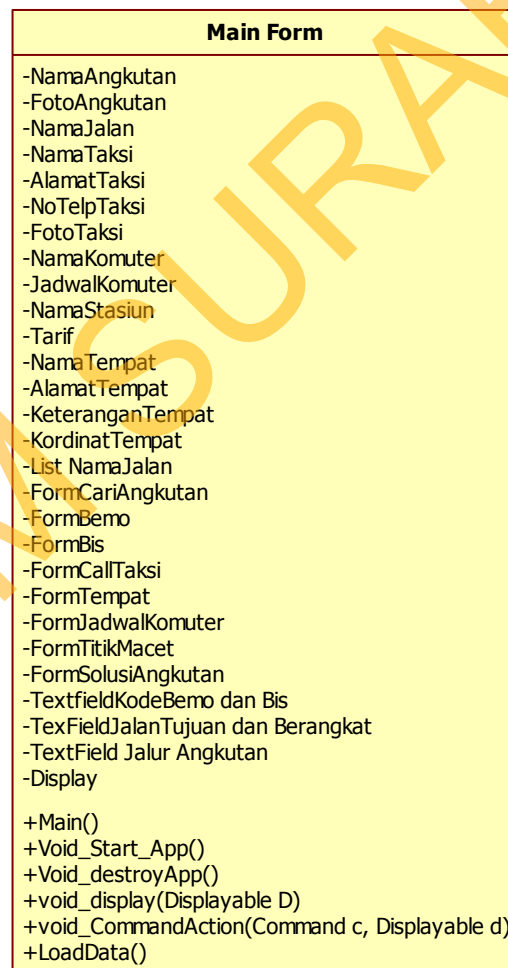 Main Form
-NamaAngkutan
-FotoAngkutan
-NamaJalan
-NamaTaksi
-AlamatTaksi
-NoTelpTaksi
-FotoTaksi
-NamaKomuter
-JadwalKomuter
-NamaStasiun
-Tarif
-NamaTempat
-AlamatTempat
-KeteranganTempat
-KordinatTempat
-List NamaJalan
-FormCariAngkutan
-FormBemo
-FormBis
-FormCallTaksi
-FormTempat
-FormJadwalKomuter
-FormTitikMacet
-FormSolusiAngkutan
-TextfieldKodeBemo dan Bis
-TexFieldJalanTujuan dan Berangkat
-TextField Jalur Angkutan
-Display
+Main()
+Void_Start_App()
+Void_destroyApp()
+void_display(Displayable D)
+void_CommandAction(Command c, Displayable d)
+LoadData()